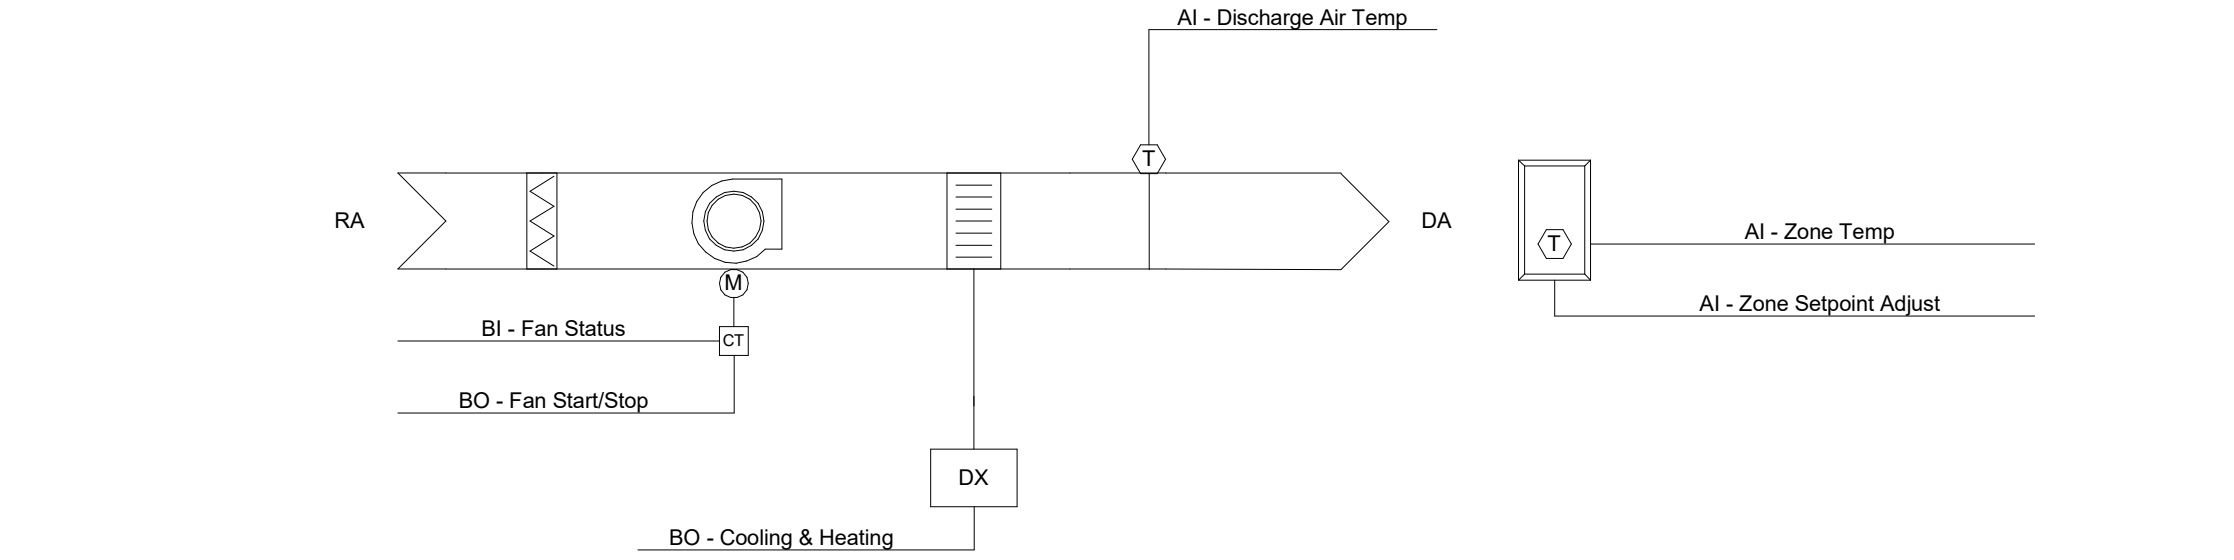 AI - Discharge Air Temp
T
RA
DA
T
AI - Zone Temp
AI - Zone Setpoint Adjust
M
BI - Fan Status
CT
BO - Fan Start/Stop
DX
BO - Cooling & Heating